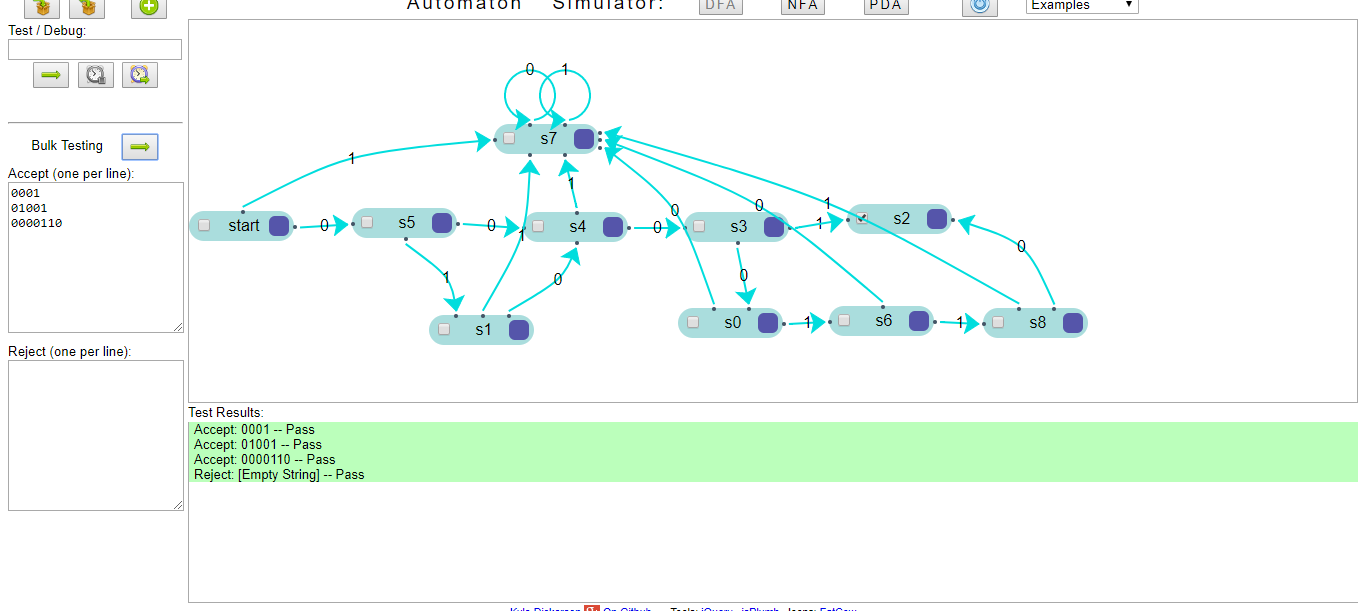 Automaton Simulator: DFA NFA PDA Examples
Test / Debug:
Bulk Testing
Accept (one per line):
0001
01001
0000110
Reject (one per line):
0 1
s7
1
1
start 0 s5 0 s4 0 s3 1 s2
1
0 0 1
1 0 0 0
s1 s0 1 s6 1 s8
Test Results:
Accept: 0001 -- Pass
Accept: 01001 -- Pass
Accept: 0000110 -- Pass
Reject: [Empty String] -- Pass